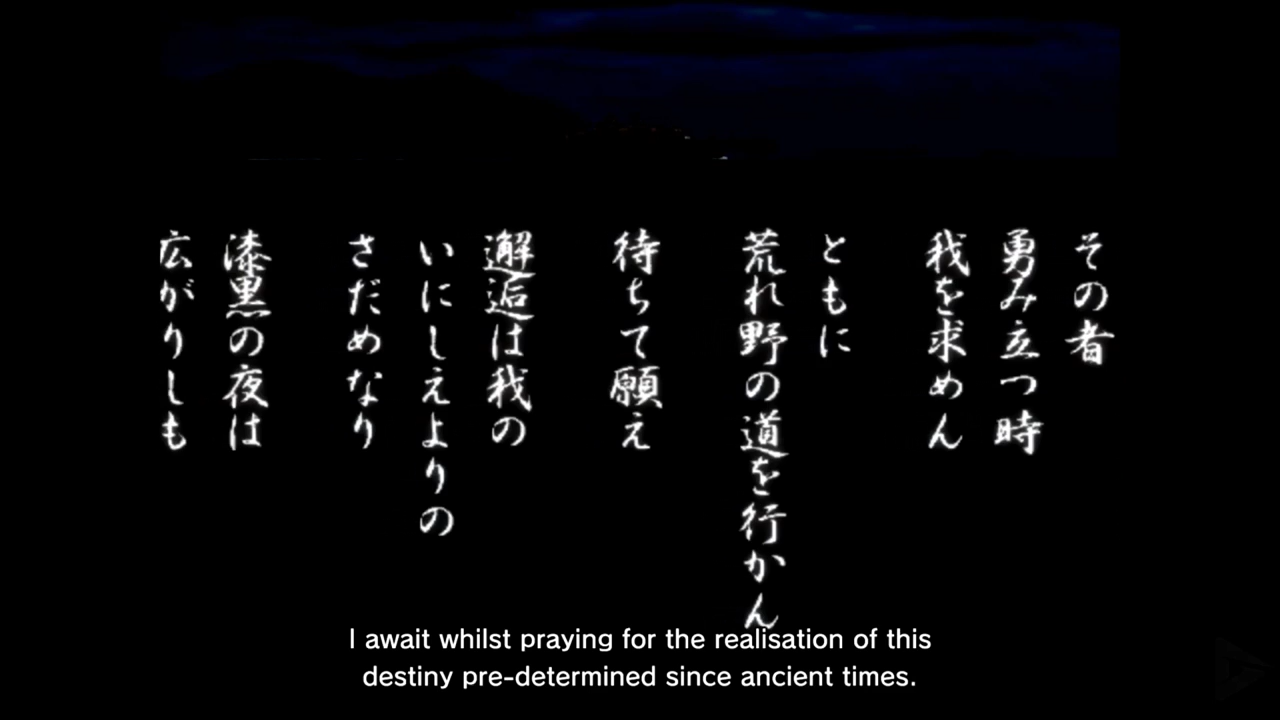 その者
勇み立つ時
我を求めん
ともに
荒れ野の道を行かん
待ちて願え
邂逅は我の
いにしえよりの
さだめなり
漆黒の夜は
広がりしも
I await whilst praying for the realisation of this
destiny pre-determined since ancient times.